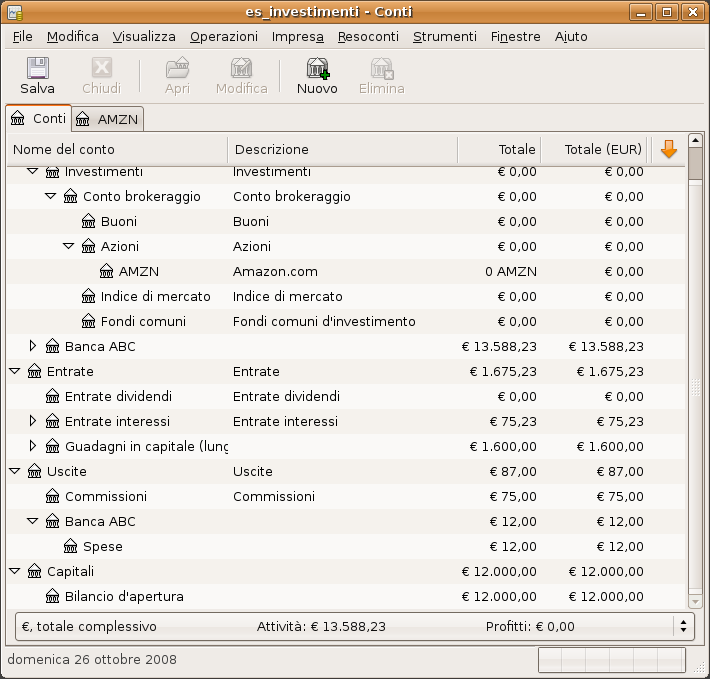 es_investimenti - Conti
File Modifica Visualizza Operazioni Impresa Resoconti Strumenti Finestre Aiuto
Salva Chiudi Apri Modifica Nuovo Elimina
Conti AMZN
Nome del conto Descrizione Totale Totale (EUR)
Investimenti Investimenti € 0,00 € 0,00
Conto brokeraggio Conto brokeraggio € 0,00 € 0,00
Buoni Buoni € 0,00 € 0,00
Azioni Azioni € 0,00 € 0,00
AMZN Amazon.com 0 AMZN € 0,00
Indice di mercato Indice di mercato € 0,00 € 0,00
Fondi comuni Fondi comuni d'investimento € 0,00 € 0,00
Banca ABC € 13.588,23 € 13.588,23
Entrate Entrate € 1.675,23 € 1.675,23
Entrate dividendi Entrate dividendi € 0,00 € 0,00
Entrate interessi Entrate interessi € 75,23 € 75,23
Guadagni in capitale (lung € 1.600,00 € 1.600,00
Uscite Uscite € 87,00 € 87,00
Commissioni Commissioni € 75,00 € 75,00
Banca ABC € 12,00 € 12,00
Spese € 12,00 € 12,00
Capitali € 12.000,00 € 12.000,00
Bilancio d'apertura € 12.000,00 € 12.000,00
€, totale complessivo Attività: € 13.588,23 Profitti: € 0,00
domenica 26 ottobre 2008